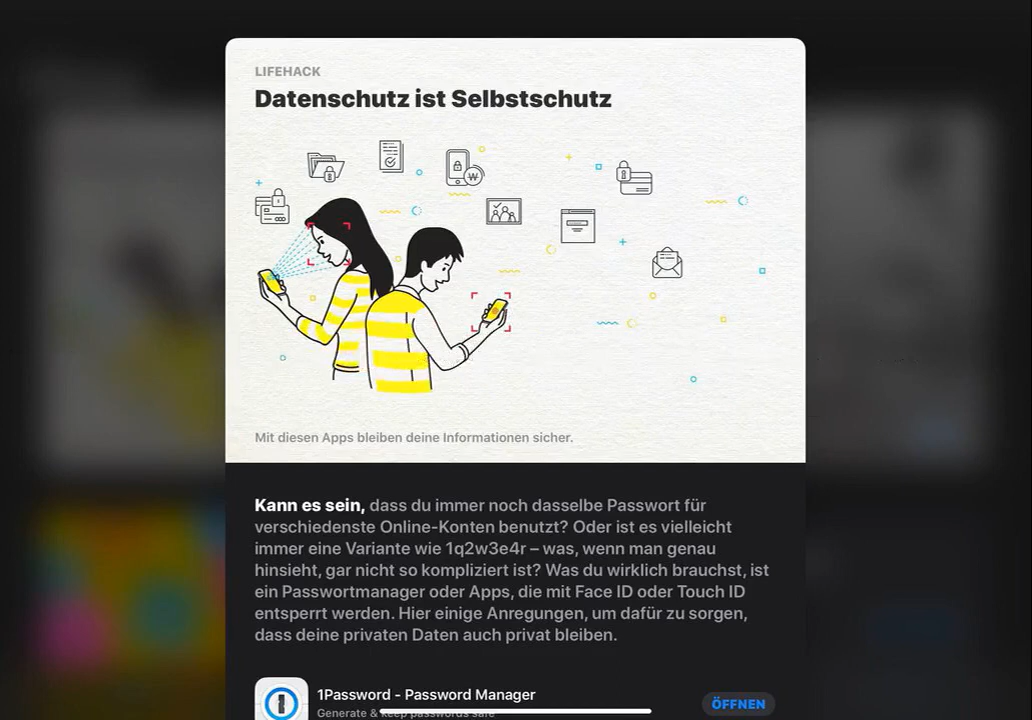 LIFEHACK
Datenschutz ist Selbstschutz
Mit diesen Apps bleiben deine Informationen sicher.
Kann es sein, dass du immer noch dasselbe Passwort für
verschiedenste Online-Konten benutzt? Oder ist es vielleicht
immer eine Variante wie 1q2w3e4r – was, wenn man genau
hinsieht, gar nicht so kompliziert ist? Was du wirklich brauchst, ist
ein Passwortmanager oder Apps, die mit Face ID oder Touch ID
entsperrt werden. Hier einige Anregungen, um dafür zu sorgen,
dass deine privaten Daten auch privat bleiben.
1Password - Password Manager
Generate & keep passwords safe
ÖFFNEN